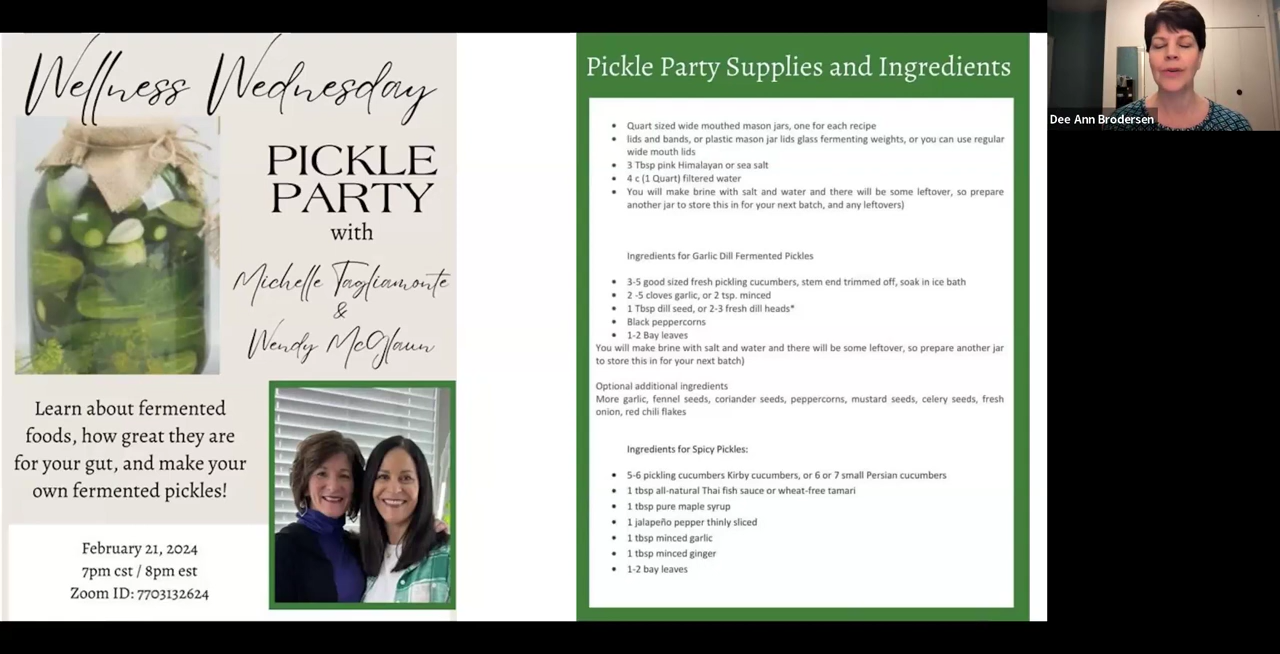 Wellness Wednesday
PICKLE
PARTY
with
Michelle Tagliamonte
&
Wendy McGlaun
Learn about fermented
foods, how great they are
for your gut, and make your
own fermented pickles!
February 21, 2024
7pm cst / 8pm est
Zoom ID: 7703132624
Pickle Party Supplies and Ingredients
• Quart sized wide mouthed mason jars, one for each recipe
• lids and bands, or plastic mason jar lids glass fermenting weights, or you can use regular
wide mouth lids
• 3 Tbsp pink Himalayan or sea salt
• 4 c (1 Quart) filtered water
• You will make brine with salt and water and there will be some leftover, so prepare
another jar to store this in for your next batch, and any leftovers)
Ingredients for Garlic Dill Fermented Pickles
• 3-5 good sized fresh pickling cucumbers, stem end trimmed off, soak in ice bath
• 2 -5 cloves garlic, or 2 tsp. minced
• 1 Tbsp dill seed, or 2-3 fresh dill heads*
• Black peppercorns
• 1-2 Bay leaves
You will make brine with salt and water and there will be some leftover, so prepare another jar
to store this in for your next batch)
Optional additional ingredients
More garlic, fennel seeds, coriander seeds, peppercorns, mustard seeds, celery seeds, fresh
onion, red chili flakes
Ingredients for Spicy Pickles:
• 5-6 pickling cucumbers Kirby cucumbers, or 6 or 7 small Persian cucumbers
• 1 tbsp all-natural Thai fish sauce or wheat-free tamari
• 1 tbsp pure maple syrup
• 1 jalapeño pepper thinly sliced
• 1 tbsp minced garlic
• 1 tbsp minced ginger
• 1-2 bay leaves
Dee Ann Brodersen